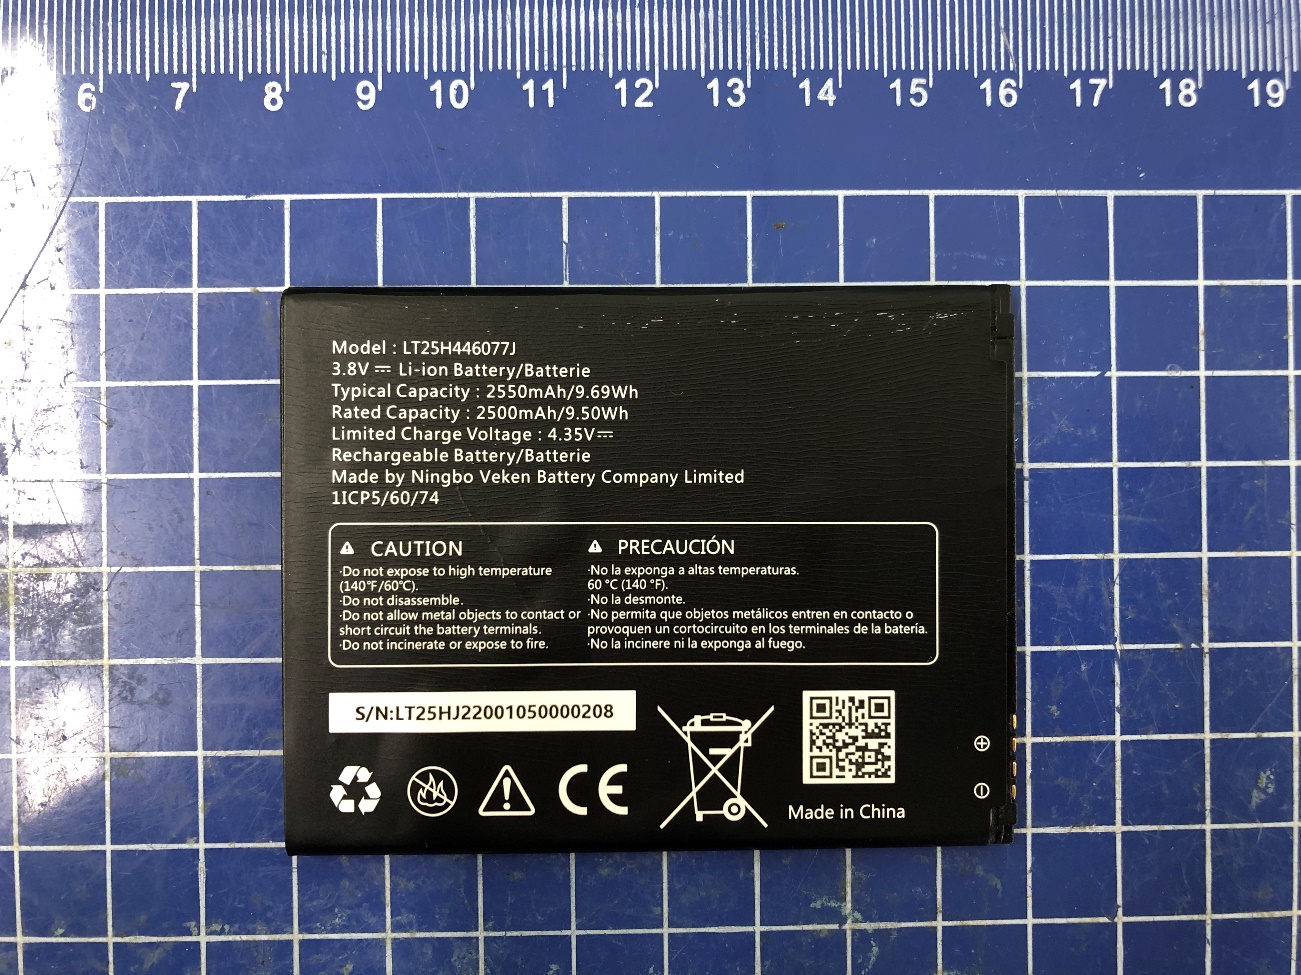 6 7 8 9 10 11 12 13 14 15 16 17 18 19
Model : LT25H446077J
3.8V ⎓ Li-ion Battery/Batterie
Typical Capacity : 2550mAh/9.69Wh
Rated Capacity : 2500mAh/9.50Wh
Limited Charge Voltage : 4.35V⎓
Rechargeable Battery/Batterie
Made by Ningbo Veken Battery Company Limited
1ICP5/60/74
CAUTION
·Do not expose to high temperature
(140°F/60℃).
·Do not disassemble.
·Do not allow metal objects to contact or
short circuit the battery terminals.
·Do not incinerate or expose to fire.
PRECAUCIÓN
·No la exponga a altas temperaturas.
60 °C (140 °F).
·No la desmonte.
·No permita que objetos metálicos entren en contacto o
provoquen un cortocircuito en los terminales de la batería.
·No la incinere ni la exponga al fuego.
S/N:LT25HJ22001050000208
CE
Made in China